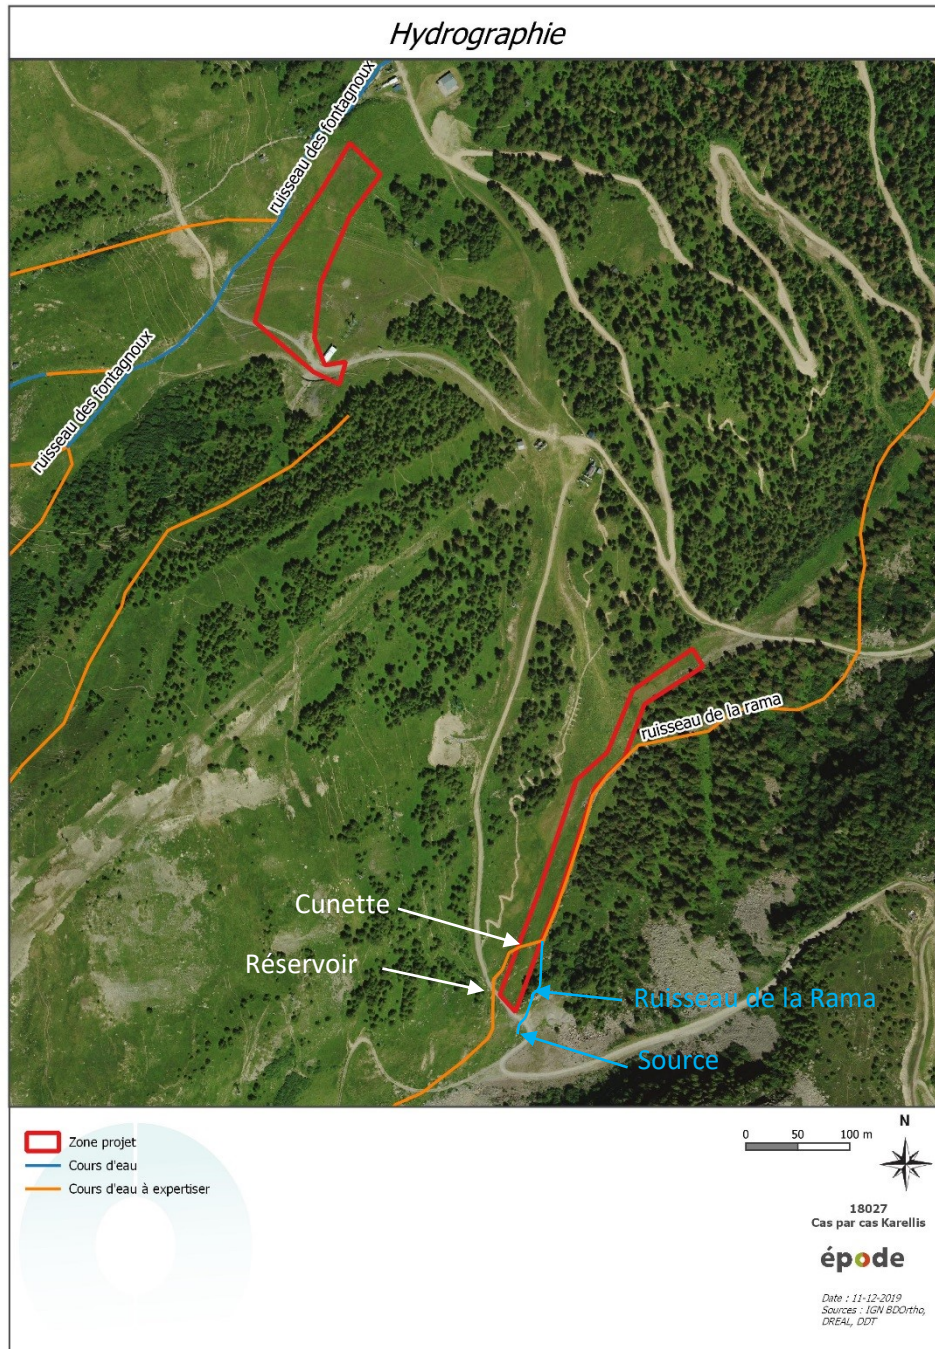 Hydrographie
ruisseau des fontagnoux
ruisseau des fontagnoux
ruisseau de la rama
Cunette
Réservoir
Ruisseau de la Rama
Source
Zone projet
Cours d'eau
Cours d'eau à expertiser
0 50 100 m
N
18027
Cas par cas Karellis
épode
Date : 11-12-2019
Sources : IGN BDOrtho,
DREAL, DDT